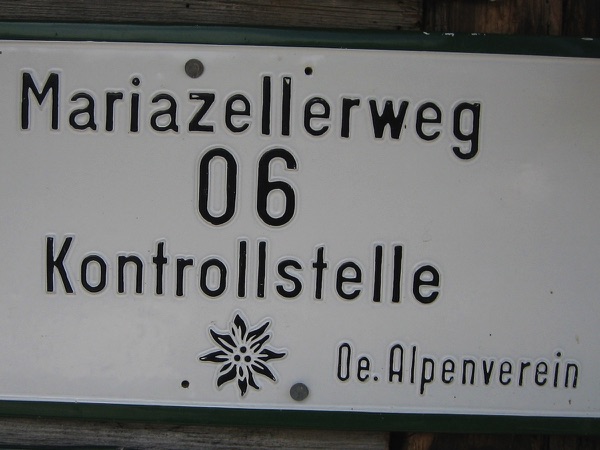 Mariazellerweg
06
Kontrollstelle
Oe. Alpenverein